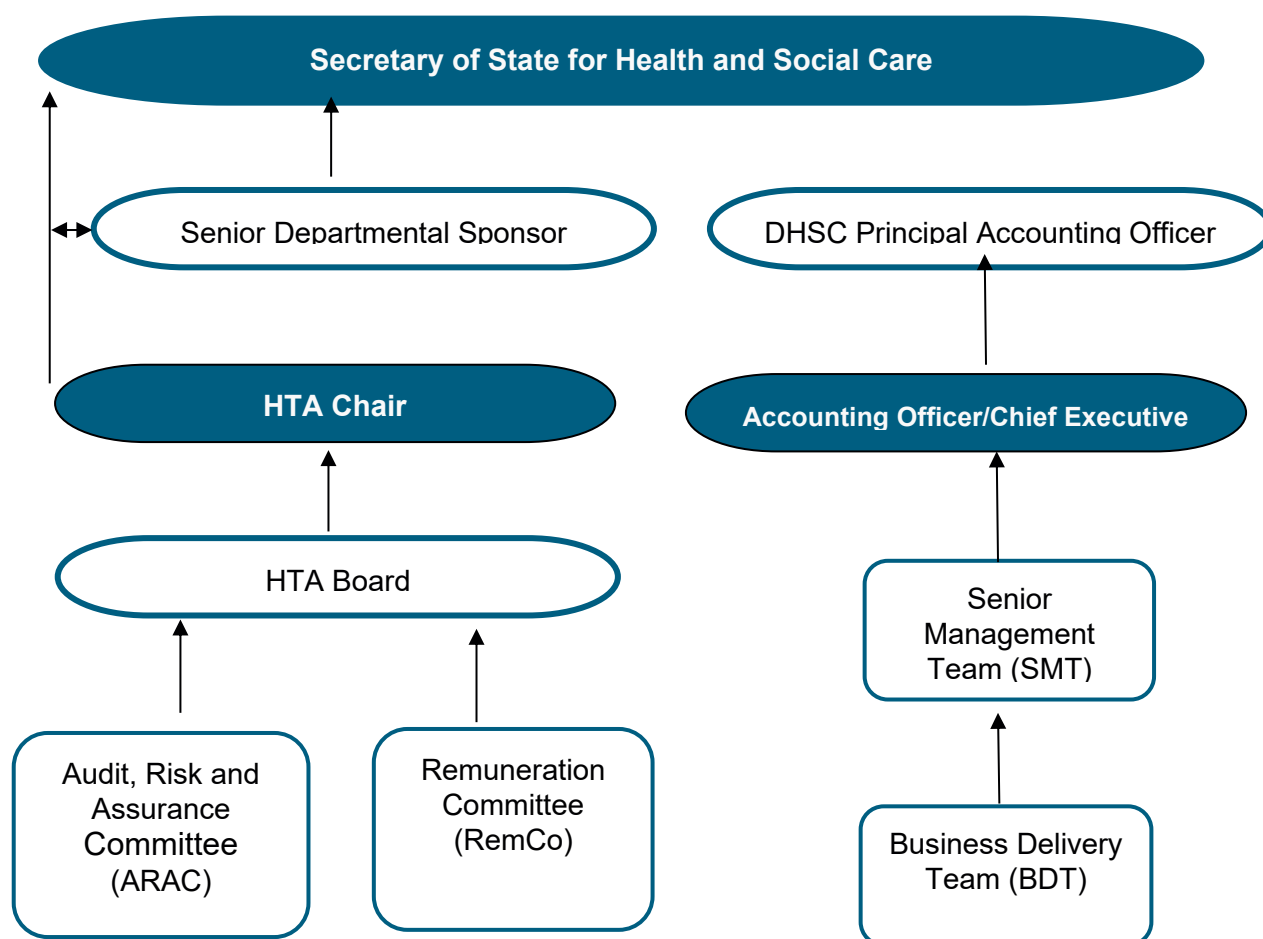 Secretary of State for Health and Social Care
Senior Departmental Sponsor
DHSC Principal Accounting Officer
HTA Chair
Accounting Officer/Chief Executive
HTA Board
Senior
Management
Team (SMT)
Audit, Risk and
Assurance
Committee
(ARAC)
Remuneration
Committee
(RemCo)
Business Delivery
Team (BDT)